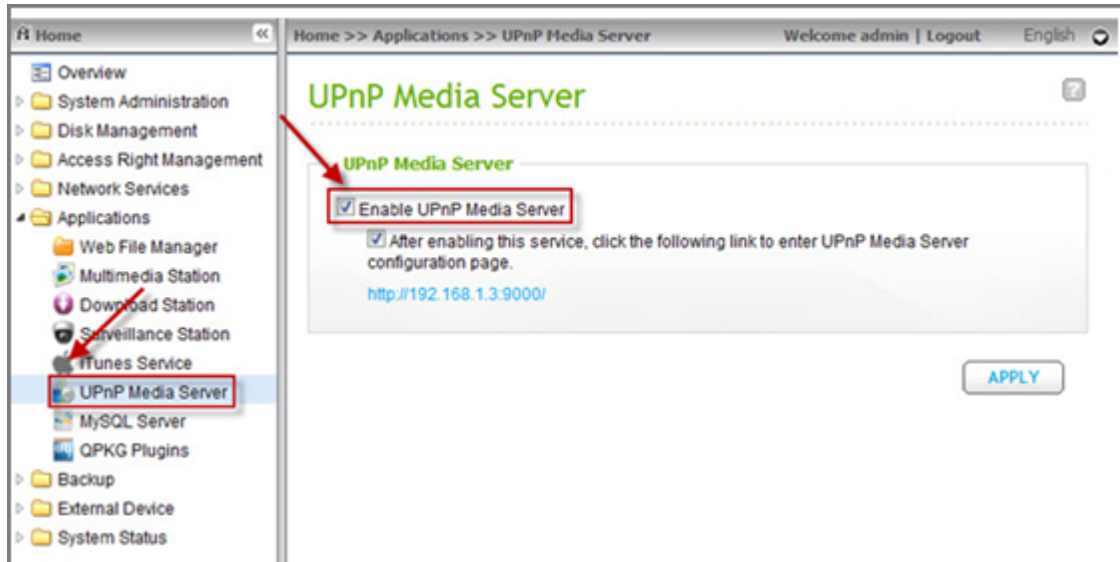 Home
Home >> Applications >> UPnP Media Server
Welcome admin | Logout
English
Overview
System Administration
Disk Management
Access Right Management
Network Services
Applications
Web File Manager
Multimedia Station
Download Station
Surveillance Station
iTunes Service
UPnP Media Server
MySQL Server
QPKG Plugins
Backup
External Device
System Status
UPnP Media Server
?
UPnP Media Server
Enable UPnP Media Server
After enabling this service, click the following link to enter UPnP Media Server
configuration page.
http://192.168.1.3:9000/
APPLY